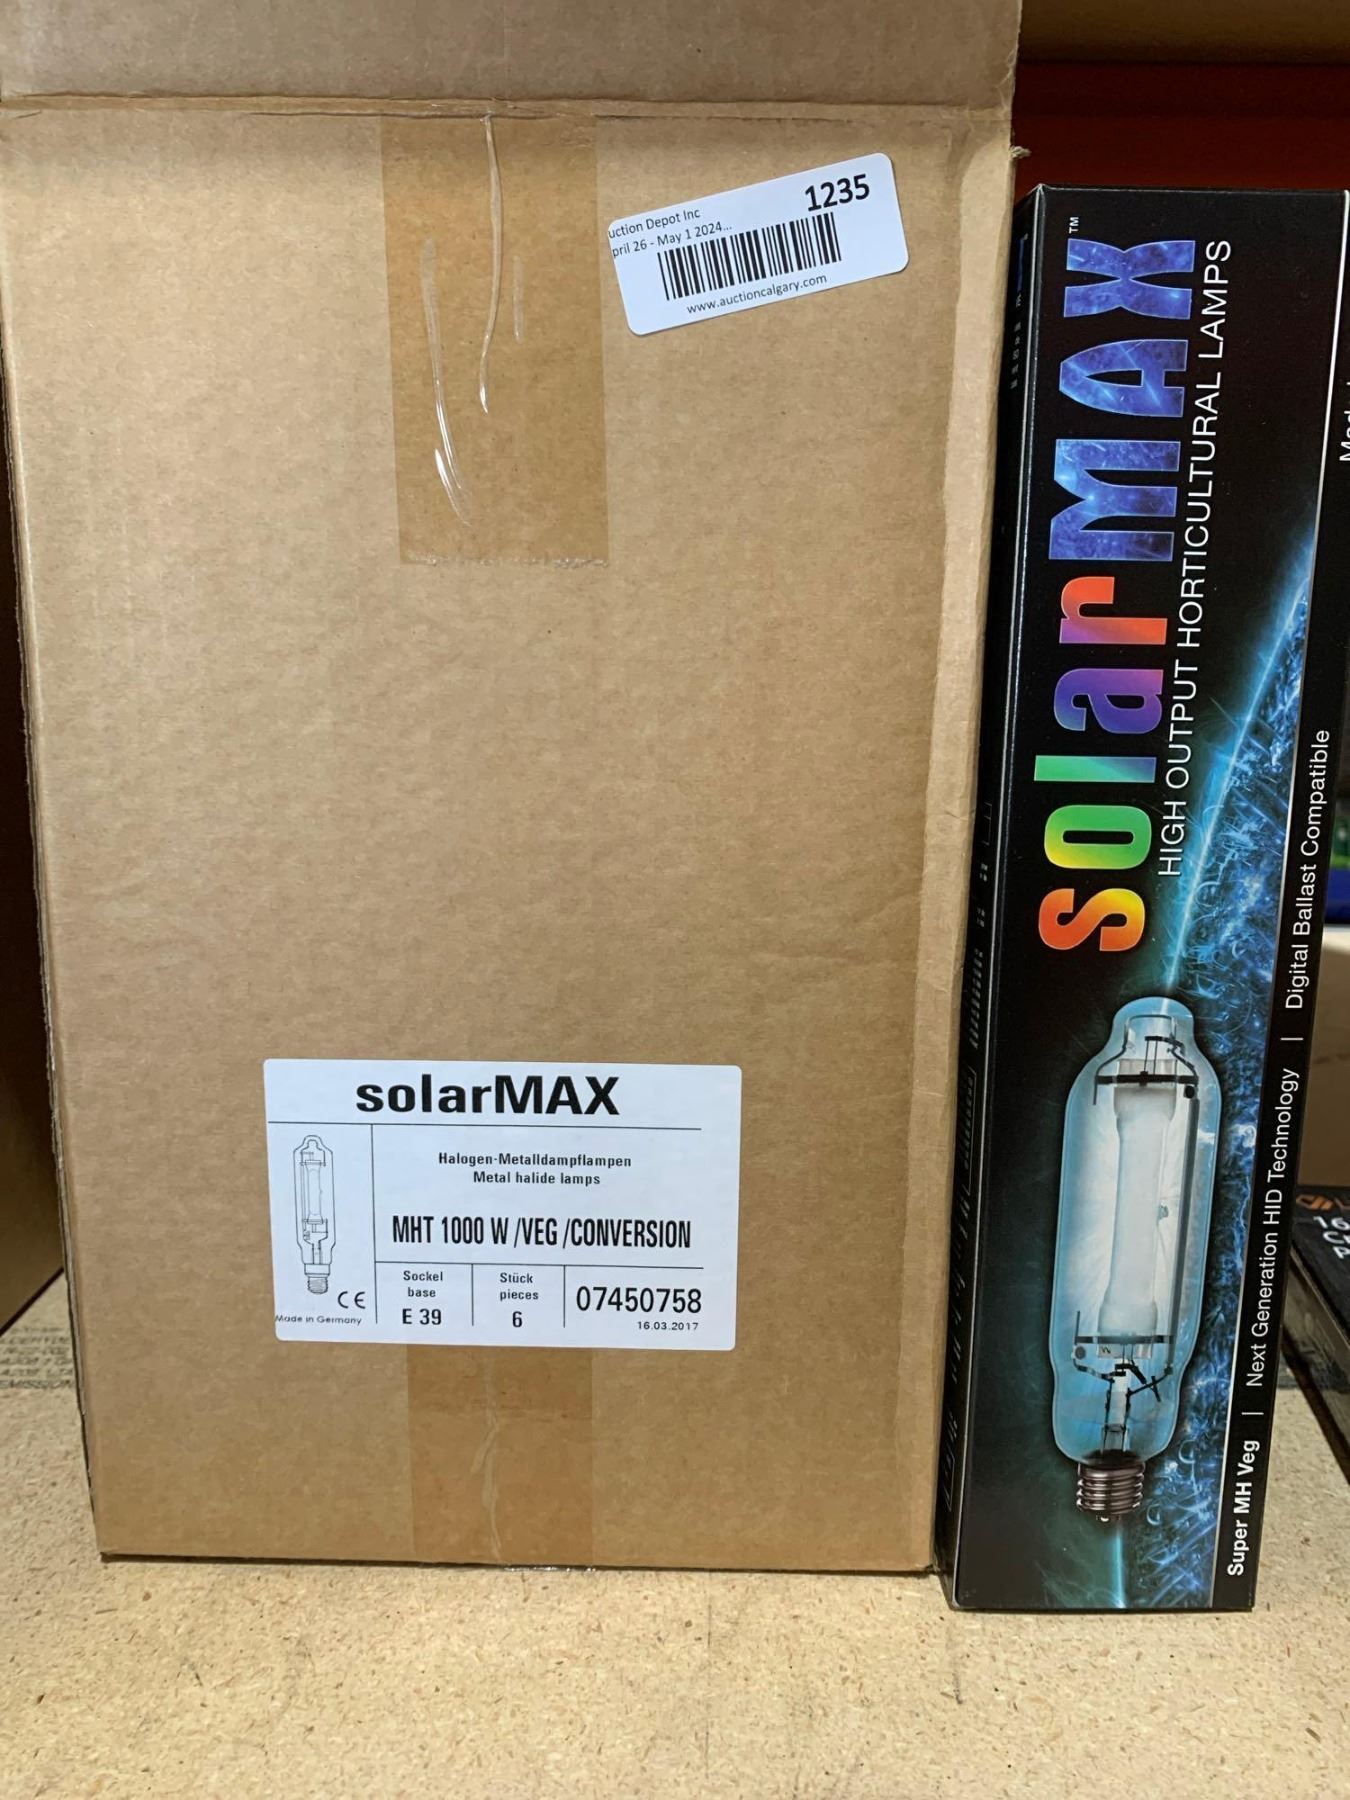 1235
uction Depot Inc
pril 26 - May 1 2024...
www.auctioncalgary.com
solarMAX
Halogen-Metalldampflampen
Metal halide lamps
MHT 1000 W /VEG /CONVERSION
Sockel
base
E 39
Stück
pieces
6
07450758
16.03.2017
CE
Made in Germany
solarMAX™
HIGH OUTPUT HORTICULTURAL LAMPS
Super MH Veg | Next Generation HID Technology | Digital Ballast Compatible